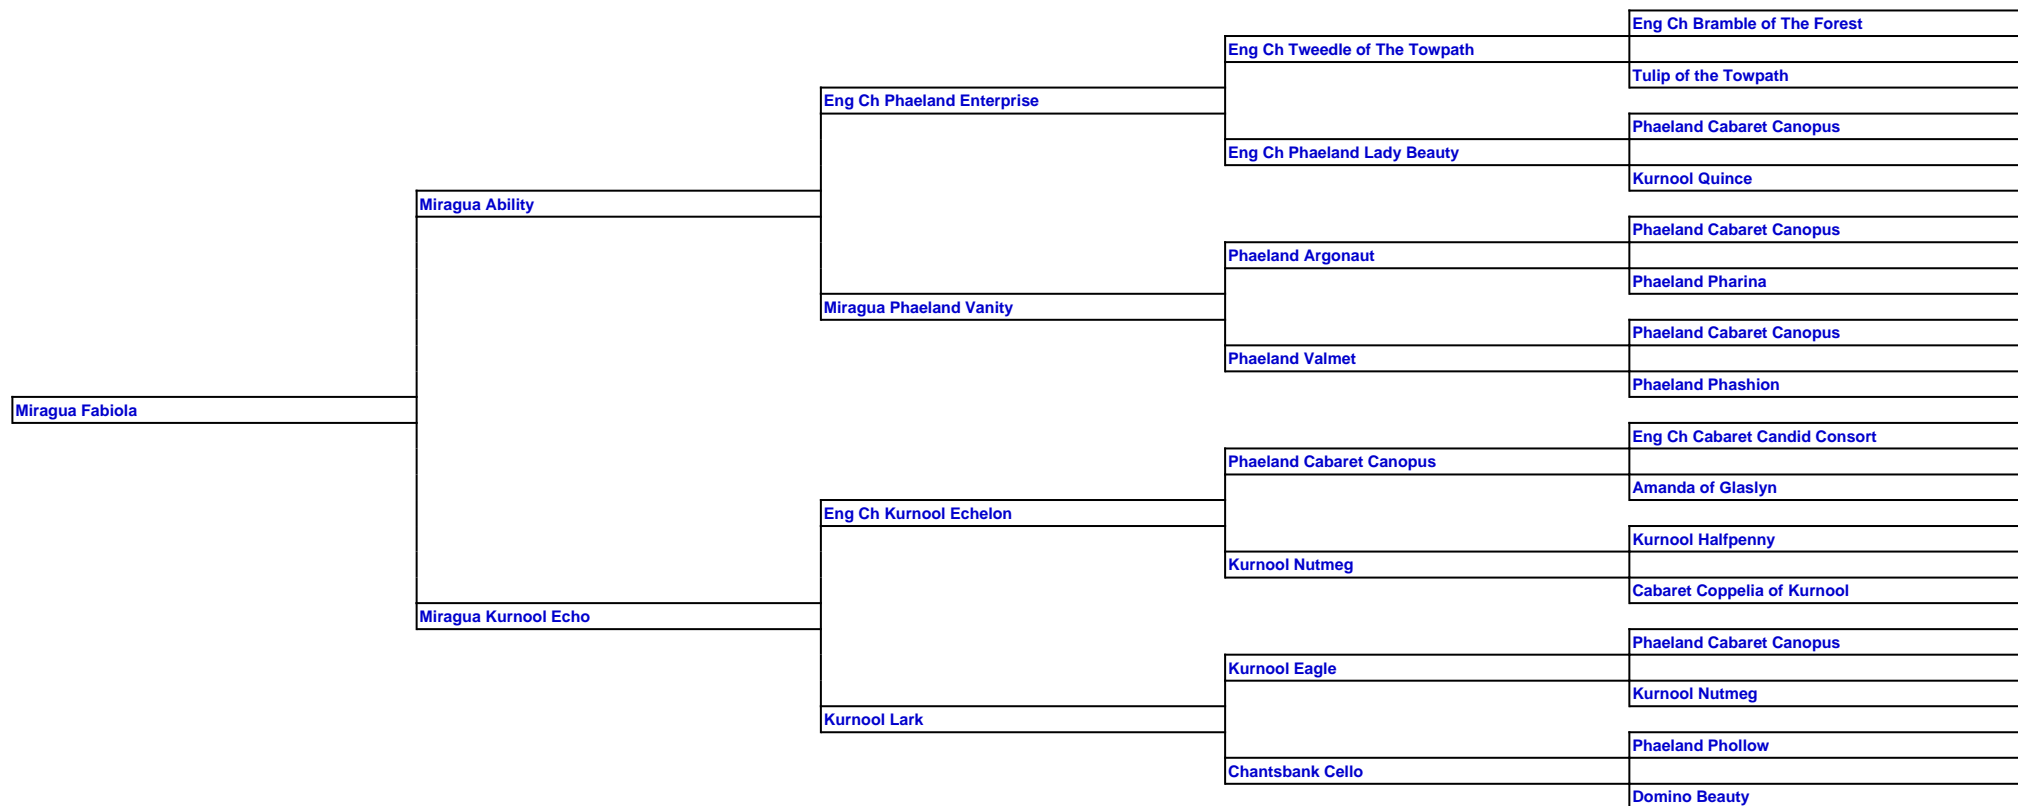 Eng Ch Bramble of The Forest
Eng Ch Tweedle of The Towpath
Tulip of the Towpath
Eng Ch Phaeland Enterprise
Phaeland Cabaret Canopus
Eng Ch Phaeland Lady Beauty
Kurnool Quince
Miragua Ability
Phaeland Cabaret Canopus
Phaeland Argonaut
Phaeland Pharina
Miragua Phaeland Vanity
Phaeland Cabaret Canopus
Phaeland Valmet
Phaeland Phashion
Miragua Fabiola
Eng Ch Cabaret Candid Consort
Phaeland Cabaret Canopus
Amanda of Glaslyn
Eng Ch Kurnool Echelon
Kurnool Halfpenny
Kurnool Nutmeg
Cabaret Coppelia of Kurnool
Miragua Kurnool Echo
Phaeland Cabaret Canopus
Kurnool Eagle
Kurnool Nutmeg
Kurnool Lark
Phaeland Phollow
Chantsbank Cello
Domino Beauty